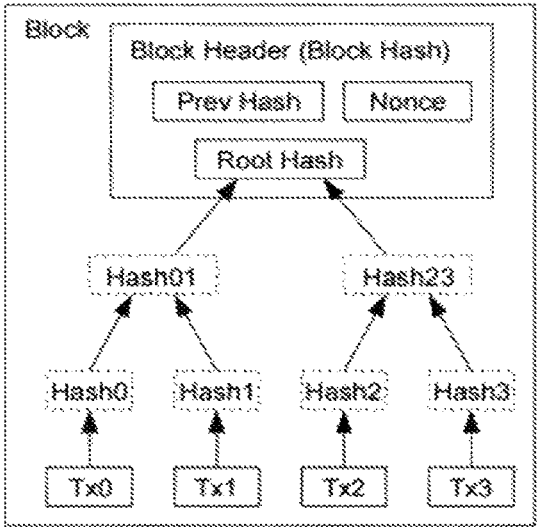 Block
Block Header (Block Hash)
Prev Hash Nonce
Root Hash
Hash01 Hash23
Hash0 Hash1 Hash2 Hash3
Tx0 Tx1 Tx2 Tx3